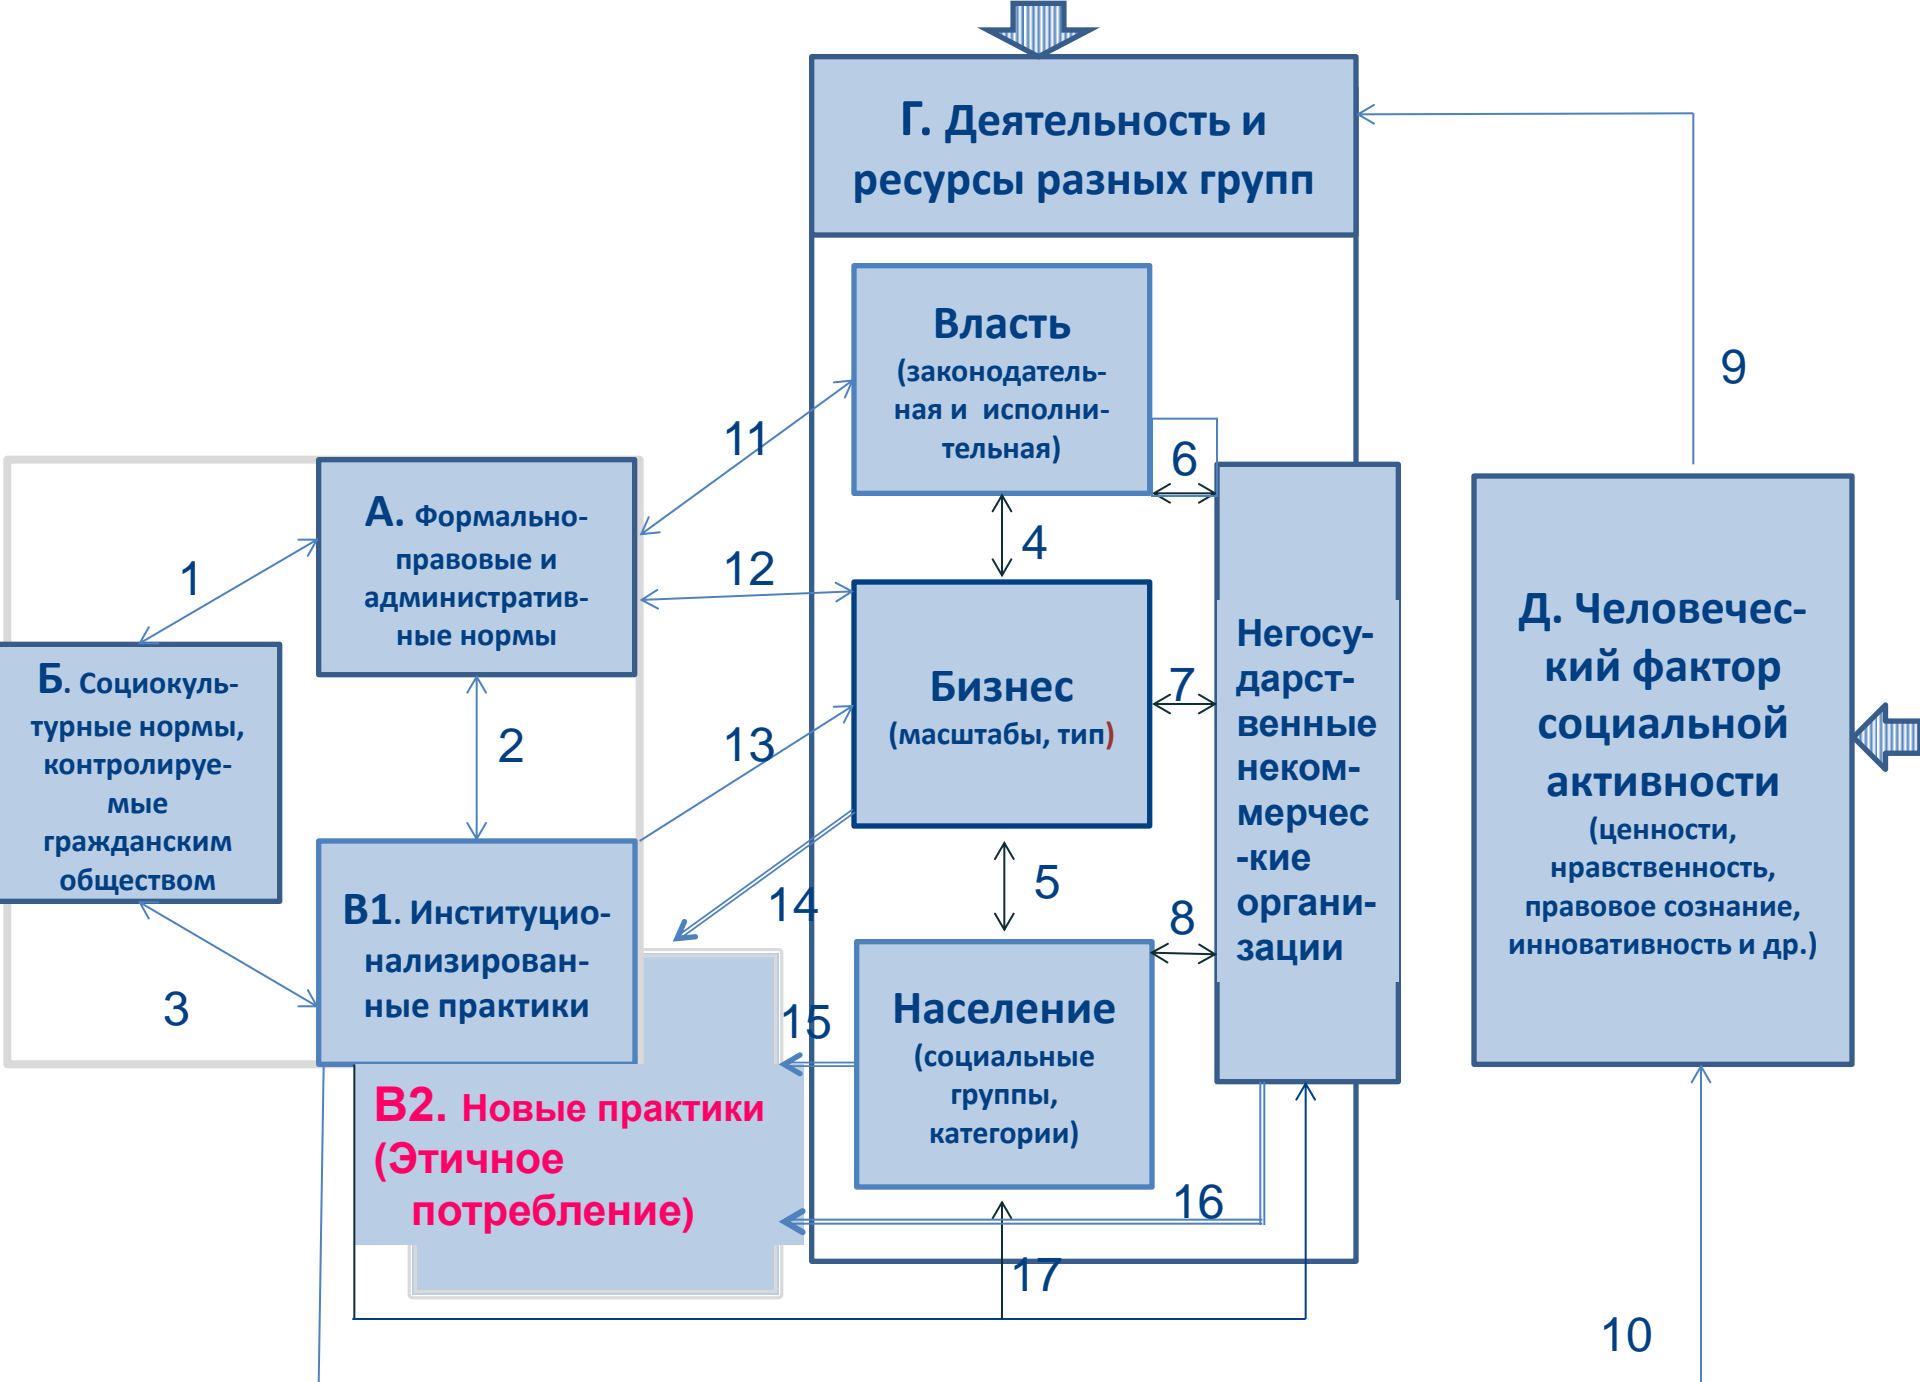 Г. Деятельность и
ресурсы разных групп
Власть
(законодатель-
ная и исполни-
тельная)
9
11
6
А. Формально-
правовые и
административ-
ные нормы
4
12
1
Бизнес
(масштабы, тип)
Негосу-
дарст-
венные
неком-
мерчес
-кие
органи-
зации
Д. Человечес-
кий фактор
социальной
активности
(ценности,
нравственность,
правовое сознание,
инновативность и др.)
Б. Социокуль-
турные нормы,
контролируе-
мые
гражданским
обществом
7
2
13
5
14
8
В1. Институцио-
нализирован-
ные практики
3
15
Население
(социальные
группы,
категории)
В2. Новые практики
(Этичное
потребление)
16
17
10